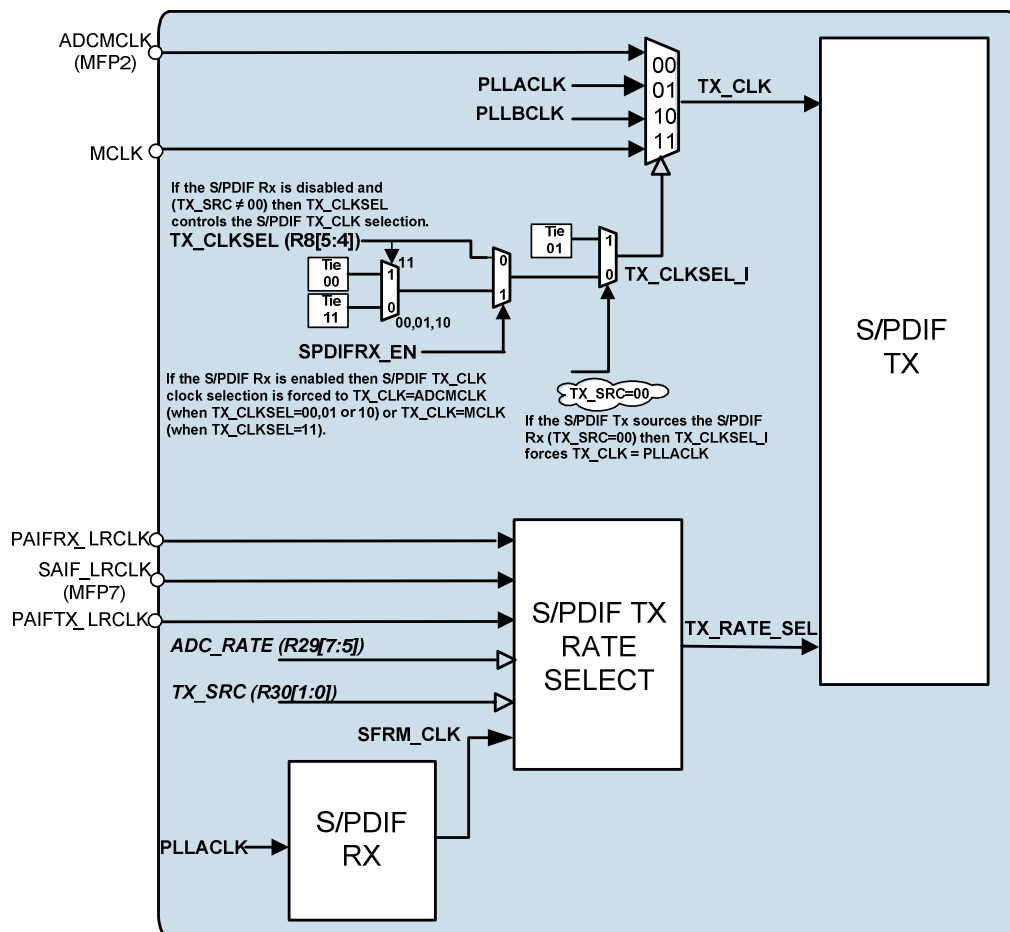 ADCMCLK
(MFP2)
PLLACLK
PLLBCLK
MCLK
00
01
10
11
TX_CLK
If the S/PDIF Rx is disabled and
(TX_SRC ≠ 00) then TX_CLKSEL
controls the S/PDIF TX_CLK selection.
TX_CLKSEL (R8[5:4])
11
Tie
00
Tie
11
1
0
00,01,10
0
1
Tie
01
1
0
TX_CLKSEL_I
SPDIFRX_EN
If the S/PDIF Rx is enabled then S/PDIF TX_CLK
clock selection is forced to TX_CLK=ADCMCLK
(when TX_CLKSEL=00,01 or 10) or TX_CLK=MCLK
(when TX_CLKSEL=11).
TX_SRC=00
If the S/PDIF Tx sources the S/PDIF
Rx (TX_SRC=00) then TX_CLKSEL_I
forces TX_CLK = PLLACLK
S/PDIF
TX
PAIFRX_LRCLK
SAIF_LRCLK
(MFP7)
PAIFTX_LRCLK
ADC_RATE (R29[7:5])
TX_SRC (R30[1:0])
SFRM_CLK
S/PDIF TX
RATE
SELECT
TX_RATE_SEL
PLLACLK
S/PDIF
RX